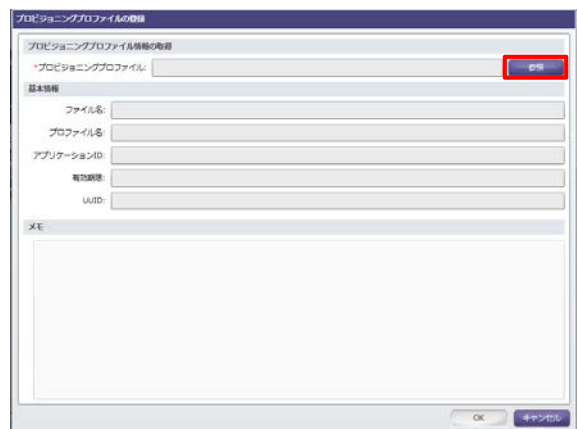 プロビジョニングプロファイルの登録
プロビジョニングプロファイル情報の取得
*プロビジョニングプロファイル:
参照
基本情報
ファイル名:
プロファイル名:
アプリケーションID:
有効期限:
UUID:
メモ
OK
キャンセル